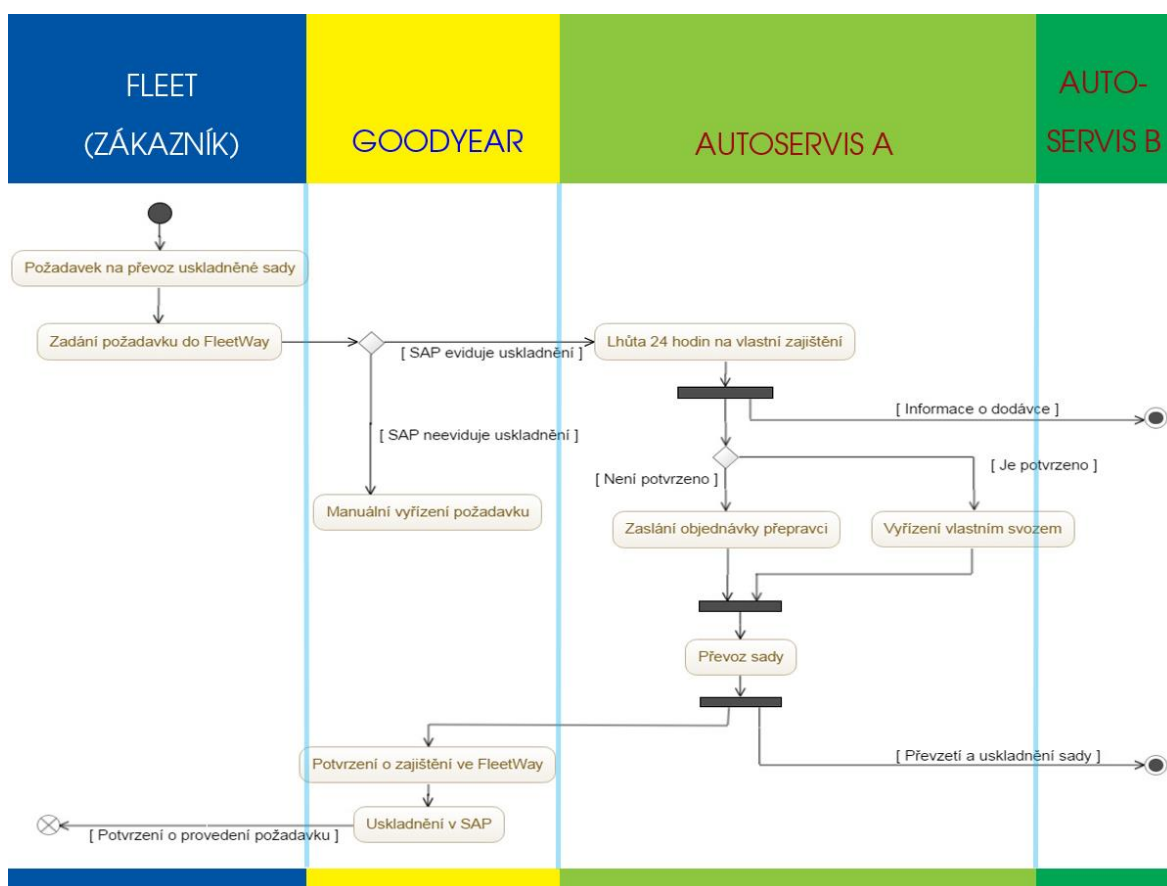 FLEET
(ZÁKAZNÍK)
GOODYEAR
AUTOSERVIS A
AUTO-
SERVIS B
Požadavek na převoz uskladněné sady
Zadání požadavku do FleetWay
[ SAP eviduje uskladnění ]
Lhůta 24 hodin na vlastní zajištění
[ Informace o dodávce ]
[ SAP neeviduje uskladnění ]
[ Není potvrzeno ]
[ Je potvrzeno ]
Manuální vyřízení požadavku
Zaslání objednávky přepravci
Vyřízení vlastním svozem
Převoz sady
[ Převzetí a uskladnění sady ]
Potvrzení o zajištění ve FleetWay
Uskladnění v SAP
[ Potvrzení o provedení požadavku ]